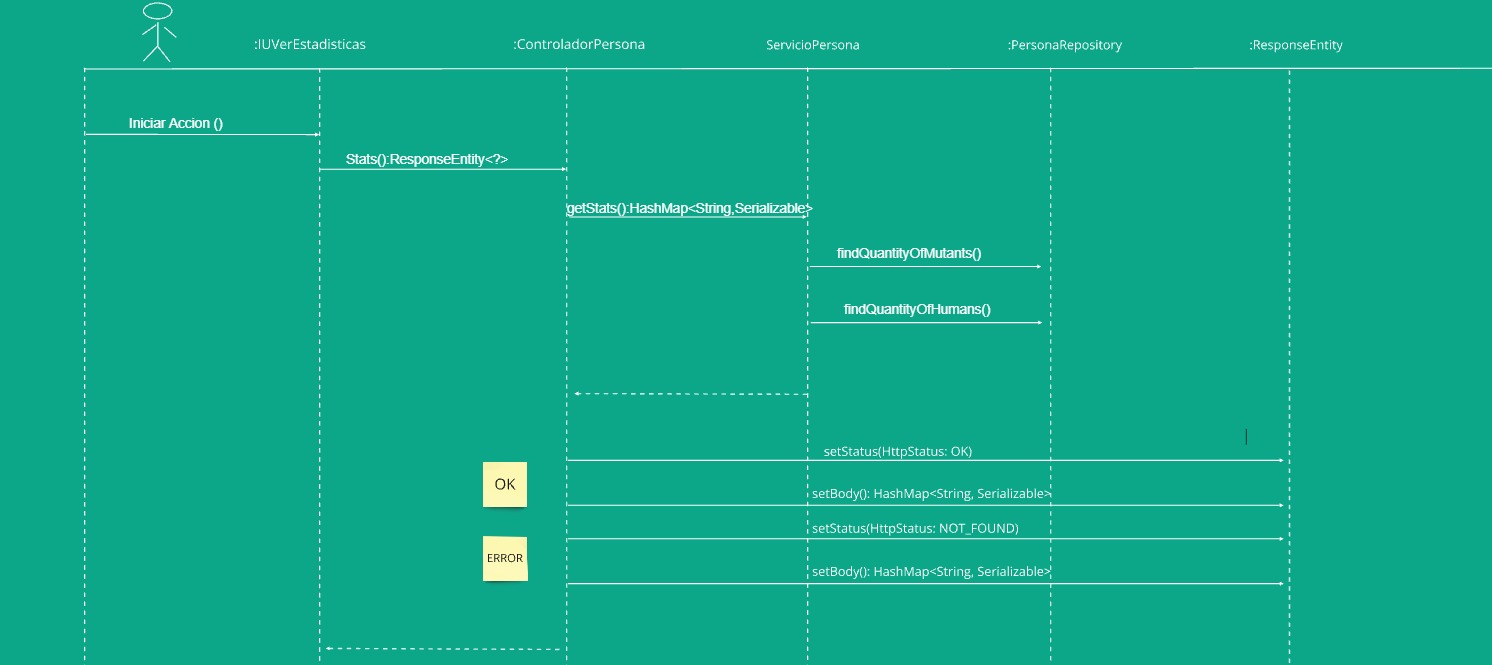 :IUVerEstadisticas
:ControladorPersona
ServicioPersona
:PersonaRepository
:ResponseEntity
Iniciar Accion ()
Stats():ResponseEntity<?>
getStats():HashMap<String,Serializable>
findQuantityOfMutants()
findQuantityOfHumans()
setStatus(HttpStatus: OK)
OK
setBody(): HashMap<String, Serializable>
setStatus(HttpStatus: NOT_FOUND)
ERROR
setBody(): HashMap<String, Serializable>